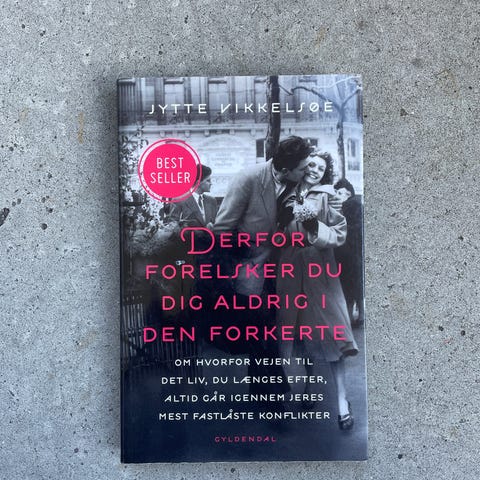 JYTTE VIKKELSØE
BEST
SELLER
DERFOR
FORELSKER DU
DIG ALDRIG I
DEN FORKERTE
OM HVORFOR VEJEN TIL
DET LIV, DU LÆNGES EFTER,
ALTID GÅR IGENNEM JERES
MEST FASTLÅSTE KONFLIKTER
GYLDENDAL